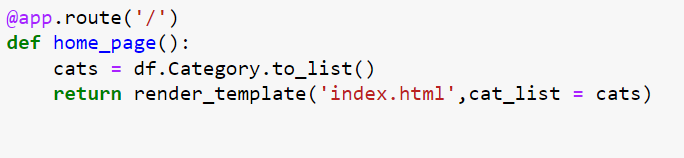 @app.route('/')
def home_page():
    cats = df.Category.to_list()
    return render_template('index.html',cat_list = cats)